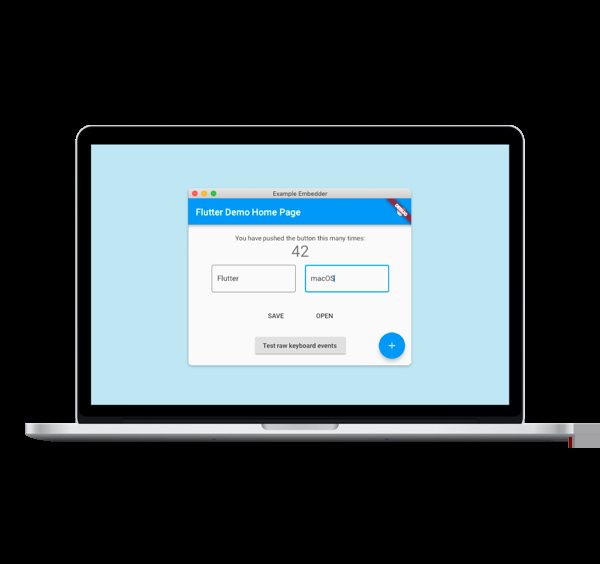 Example Embedder
Flutter Demo Home Page
You have pushed the button this many times:
42
Flutter
macOS
SAVE
OPEN
Test raw keyboard events
+